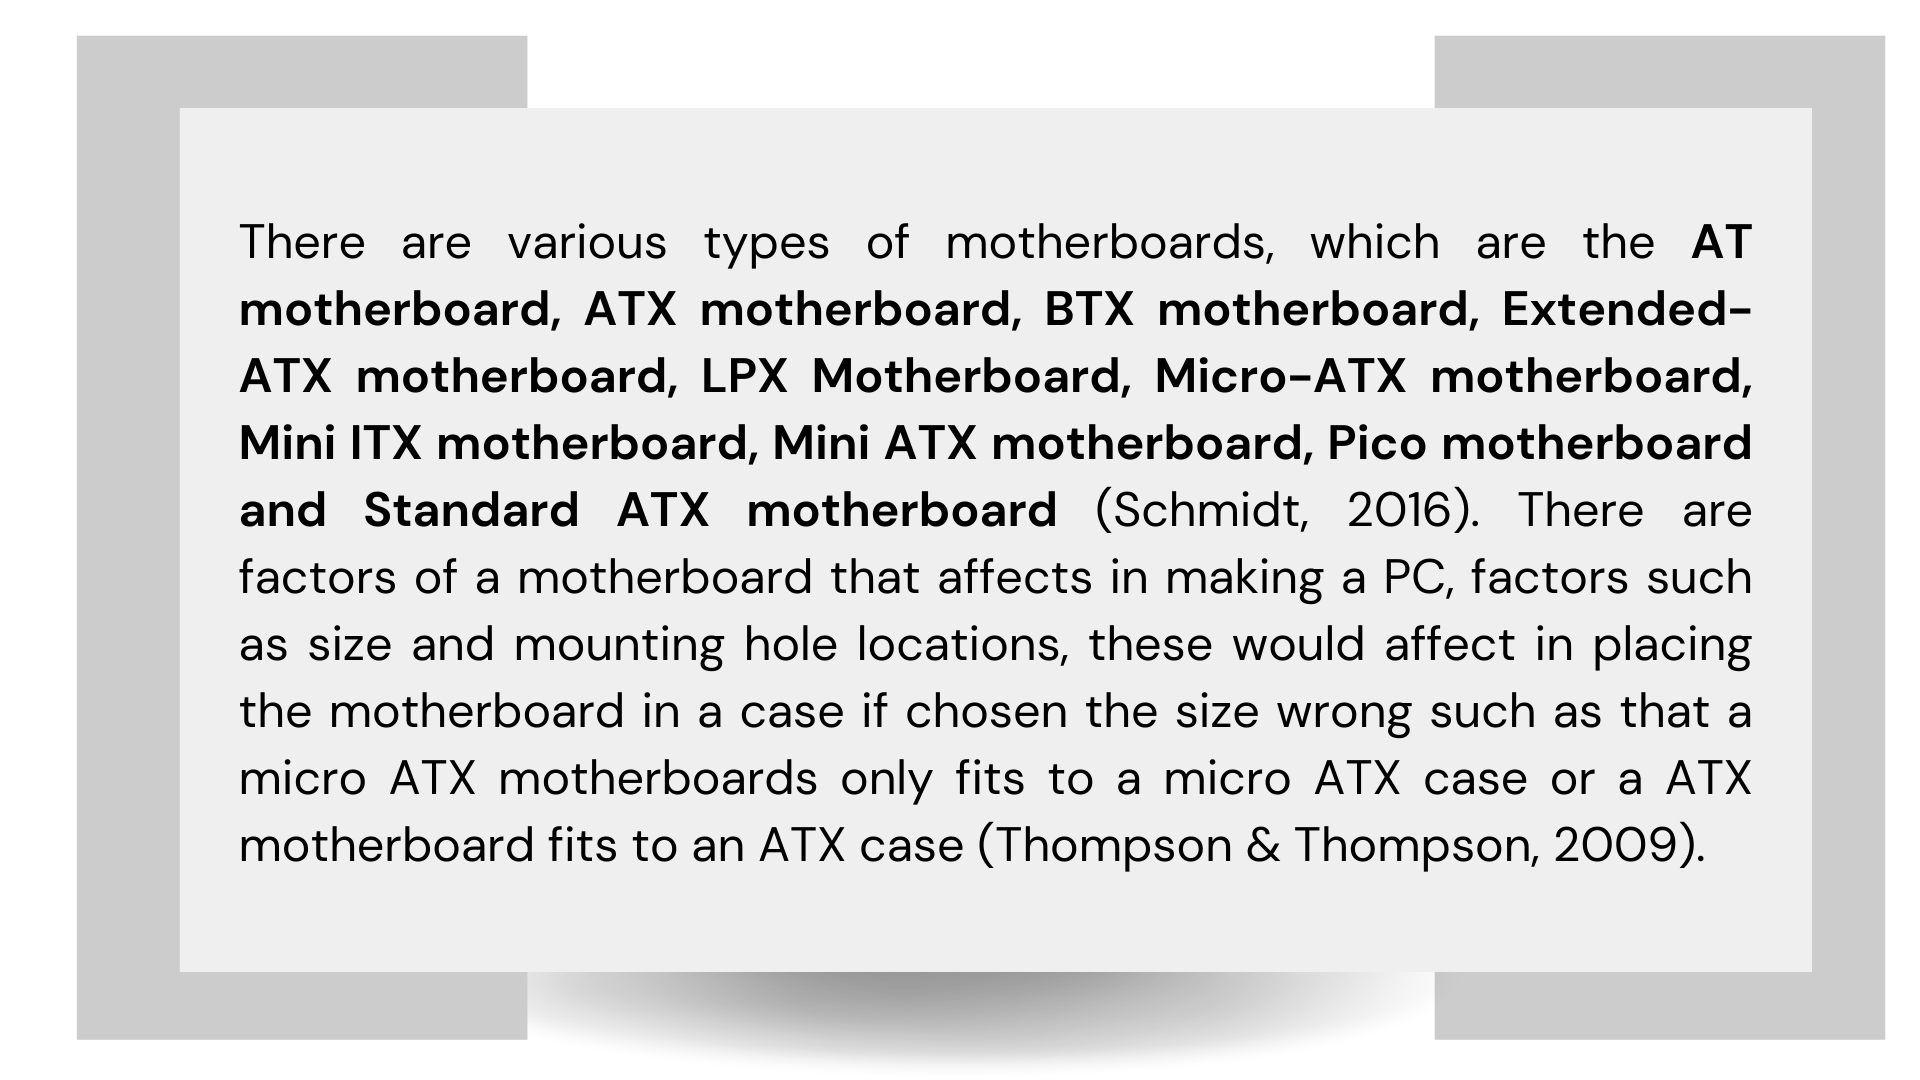 There are various types of motherboards, which are the AT
motherboard, ATX motherboard, BTX motherboard, Extended-
ATX motherboard, LPX Motherboard, Micro-ATX motherboard,
Mini ITX motherboard, Mini ATX motherboard, Pico motherboard
and Standard ATX motherboard (Schmidt, 2016). There are
factors of a motherboard that affects in making a PC, factors such
as size and mounting hole locations, these would affect in placing
the motherboard in a case if chosen the size wrong such as that a
micro ATX motherboards only fits to a micro ATX case or a ATX
motherboard fits to an ATX case (Thompson & Thompson, 2009).